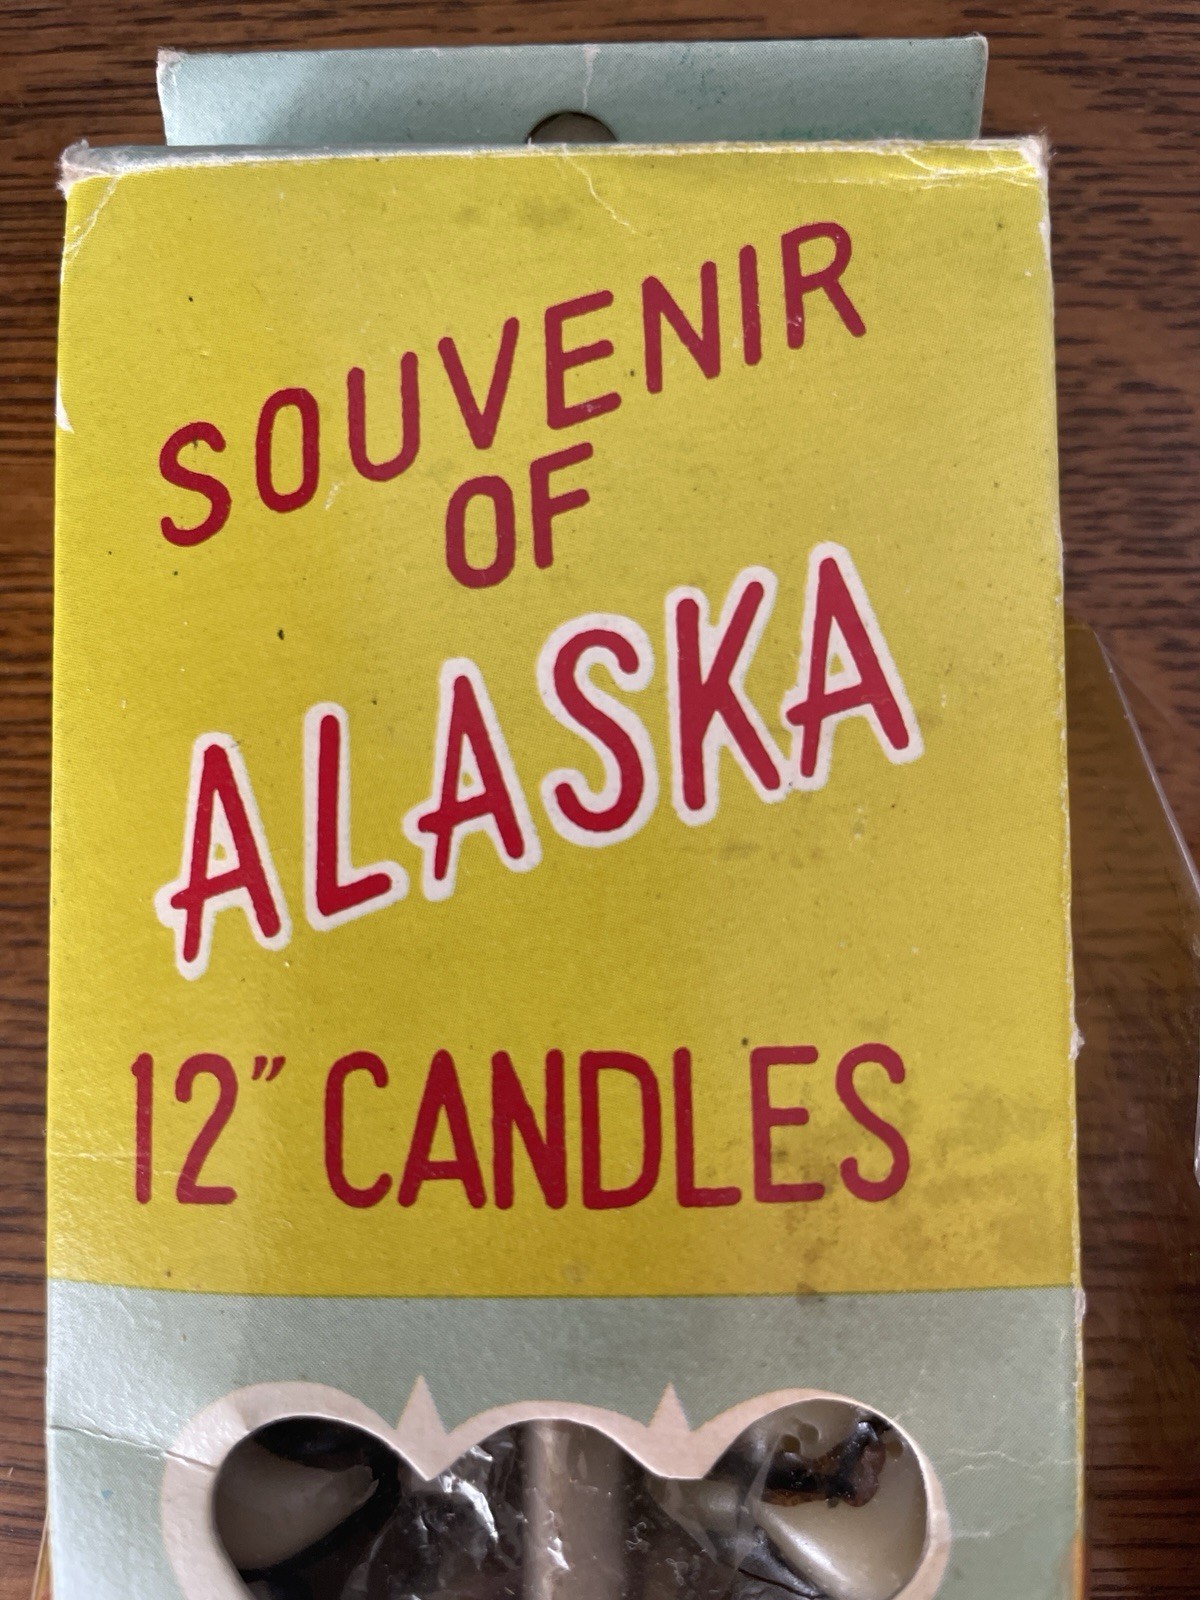 SOUVENIR
OF
ALASKA
12" CANDLES